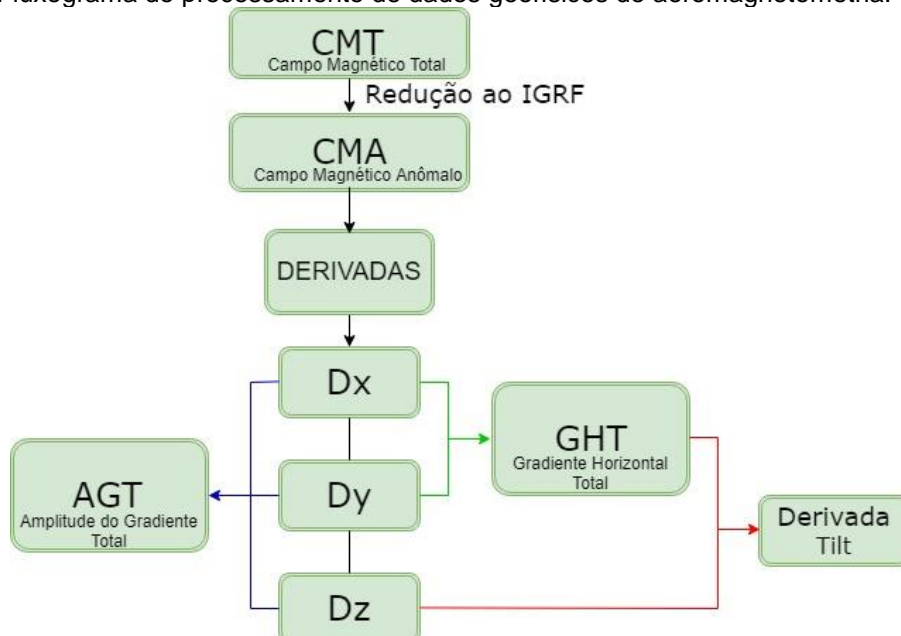 Fluxograma de processamento de dados geofísicos de aeromagnetometria.
CMT
Campo Magnético Total
Redução ao IGRF
CMA
Campo Magnético Anômalo
DERIVADAS
Dx
GHT
Gradiente Horizontal
Total
AGT
Amplitude do Gradiente
Total
Dy
Derivada
Tilt
Dz